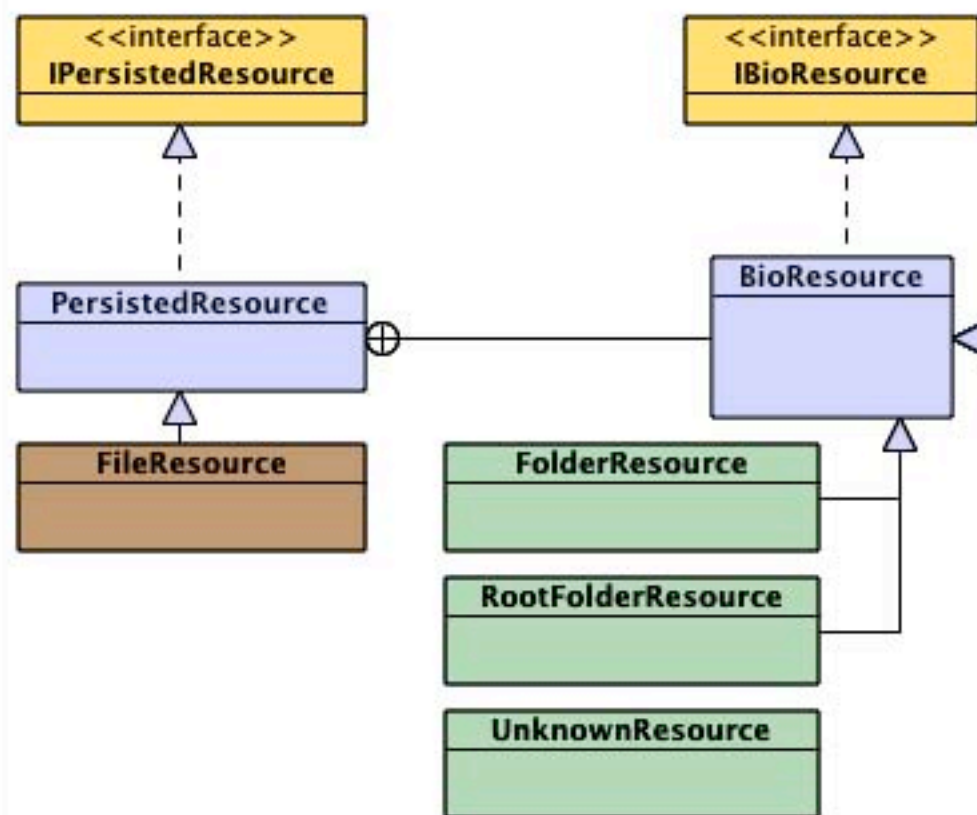 <<interface>>
IPersistedResource
<<interface>>
IBioResource
PersistedResource
BioResource
FileResource
FolderResource
RootFolderResource
UnknownResource